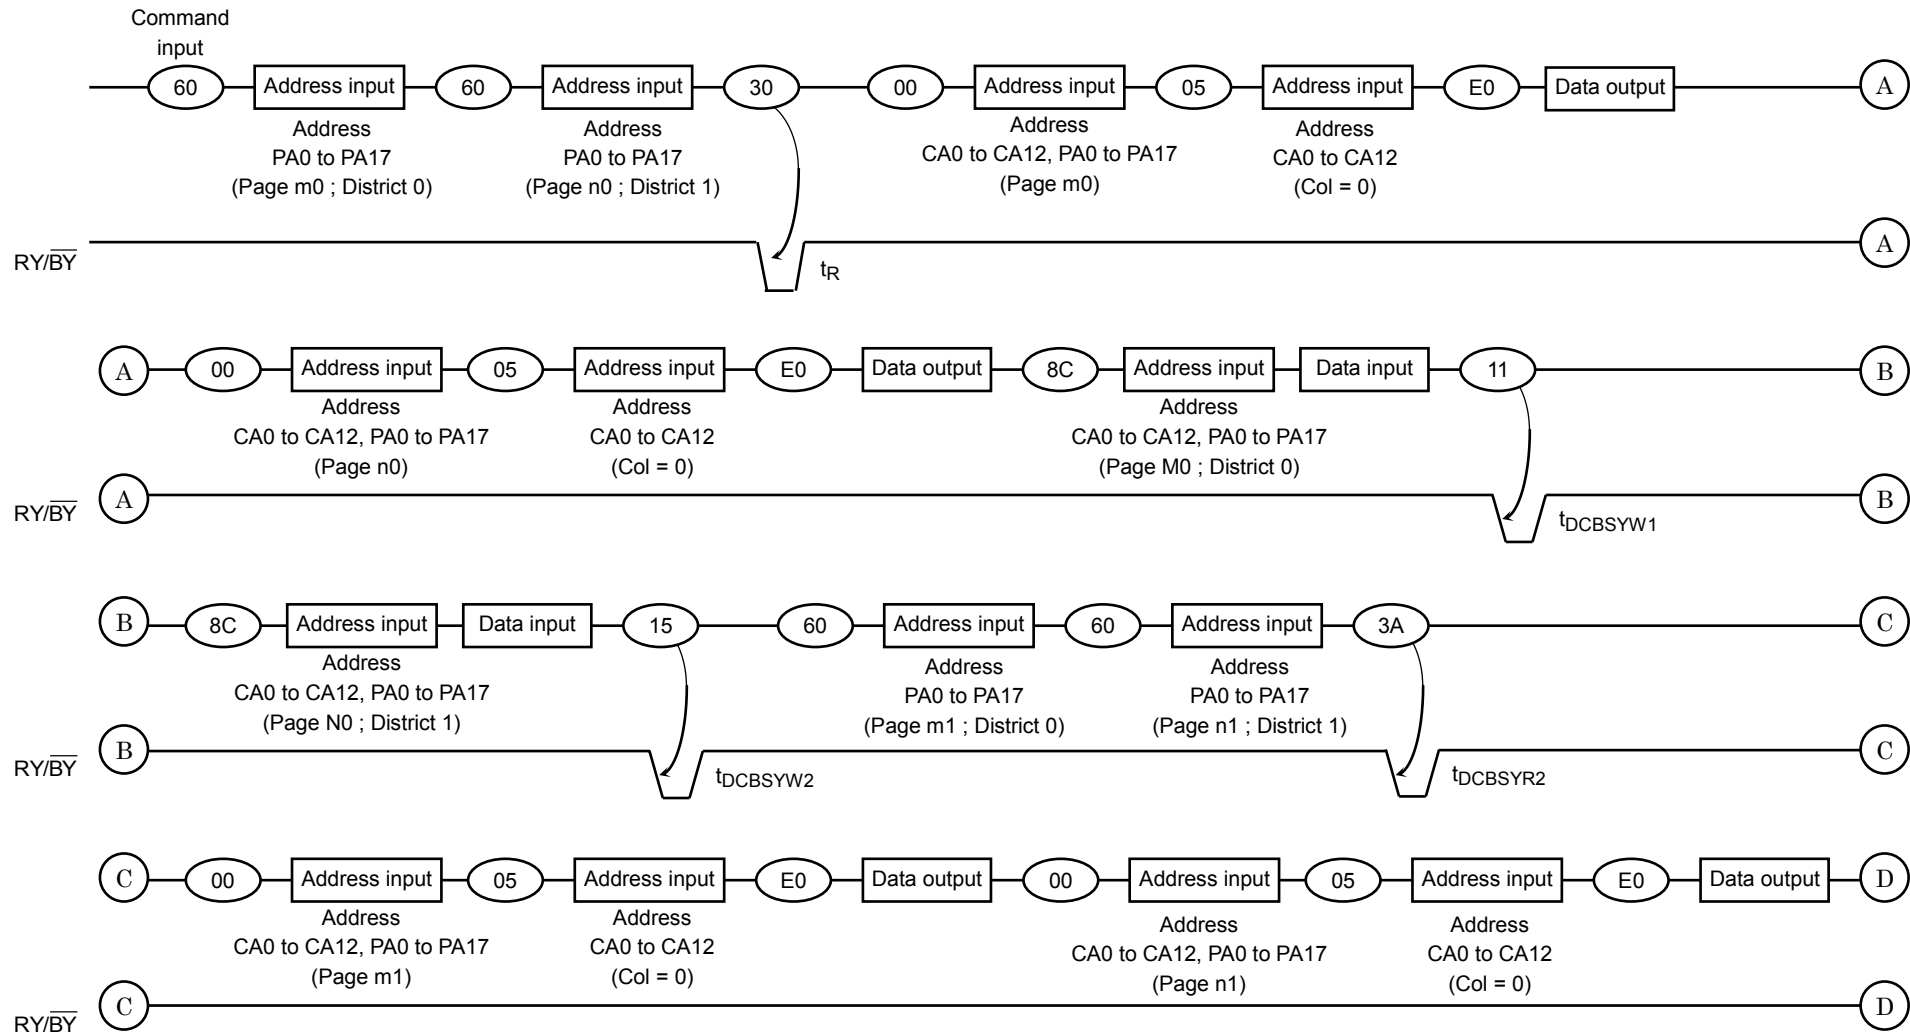 Command
input
60 Address input 60 Address input 30 00 Address input 05 Address input E0 Data output A
Address
PA0 to PA17
(Page m0 ; District 0)
Address
PA0 to PA17
(Page n0 ; District 1)
Address
CA0 to CA12, PA0 to PA17
(Page m0)
Address
CA0 to CA12
(Col = 0)
RY/B̅Y̅ tR A
A 00 Address input 05 Address input E0 Data output 8C Address input Data input 11 B
Address
CA0 to CA12, PA0 to PA17
(Page n0)
Address
CA0 to CA12
(Col = 0)
Address
CA0 to CA12, PA0 to PA17
(Page M0 ; District 0)
RY/B̅Y̅ A tDCBSYW1 B
B 8C Address input Data input 15 60 Address input 60 Address input 3A C
Address
CA0 to CA12, PA0 to PA17
(Page N0 ; District 1)
Address
PA0 to PA17
(Page m1 ; District 0)
Address
PA0 to PA17
(Page n1 ; District 1)
RY/B̅Y̅ B tDCBSYW2 tDCBSYR2 C
C 00 Address input 05 Address input E0 Data output 00 Address input 05 Address input E0 Data output D
Address
CA0 to CA12, PA0 to PA17
(Page m1)
Address
CA0 to CA12
(Col = 0)
Address
CA0 to CA12, PA0 to PA17
(Page n1)
Address
CA0 to CA12
(Col = 0)
RY/B̅Y̅ C D